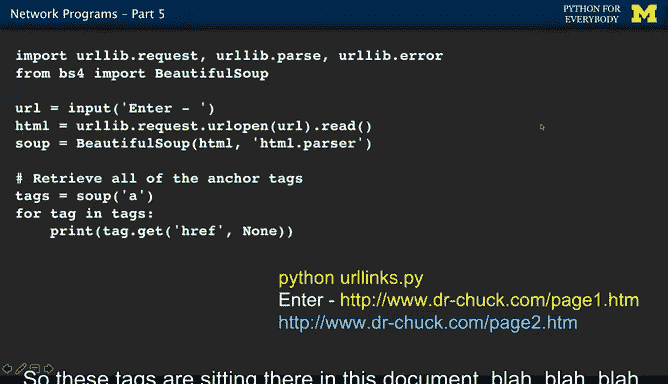 Network Programs - Part 5
PYTHON FOR
EVERYBODY
M
import urllib.request, urllib.parse, urllib.error
from bs4 import BeautifulSoup
url = input('Enter - ')
html = urllib.request.urlopen(url).read()
soup = BeautifulSoup(html, 'html.parser')
# Retrieve all of the anchor tags
tags = soup('a')
for tag in tags:
    print(tag.get('href', None))
python urllinks.py
Enter - http://www.dr-chuck.com/page1.htm
http://www.dr-chuck.com/page2.htm
So these tags are sitting there in this document, blah, blah, blah